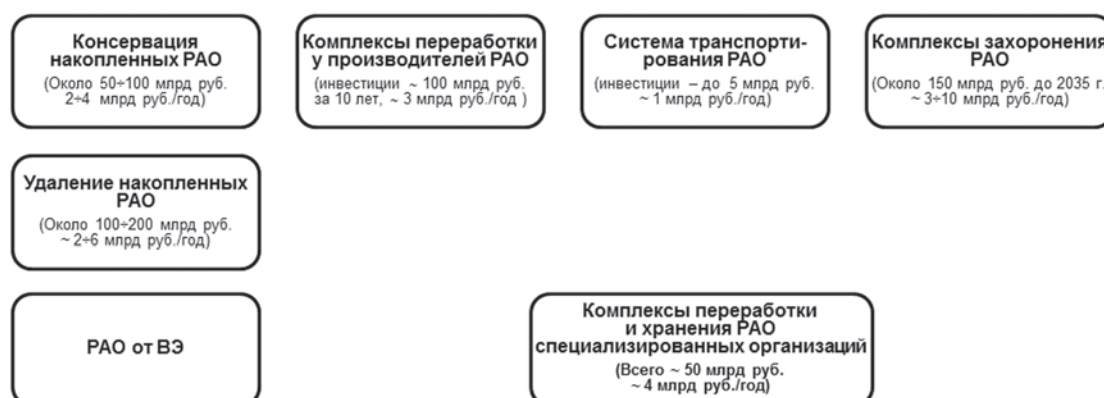 Консервация
накопленных РАО
(Около 50÷100 млрд руб.
2÷4 млрд руб./год)
Комплексы переработки
у производителей РАО
(инвестиции ~ 100 млрд руб.
за 10 лет, ~ 3 млрд руб./год )
Система транспорти-
рования РАО
(инвестиции – до 5 млрд руб.
~ 1 млрд руб./год)
Комплексы захоронения
РАО
(Около 150 млрд руб. до 2035 г.
~ 3÷10 млрд руб./год)
Удаление накопленных
РАО
(Около 100÷200 млрд руб.
~ 2÷6 млрд руб./год)
РАО от ВЭ
Комплексы переработки
и хранения РАО
специализированных организаций
(Всего ~ 50 млрд руб.
~ 4 млрд руб./год)